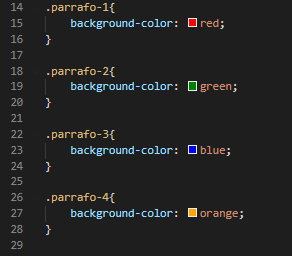 14 .parrafo-1{
15 background-color: red;
16 }
17
18 .parrafo-2{
19 background-color: green;
20 }
21
22 .parrafo-3{
23 background-color: blue;
24 }
25
26 .parrafo-4{
27 background-color: orange;
28 }
29